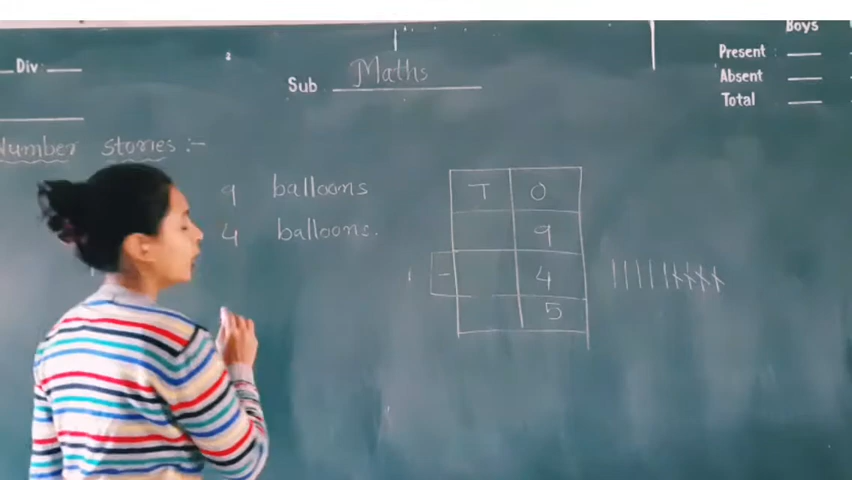 Boys
Div
Sub Maths
Present
Absent
Total
Number stories :-
9 balloons
4 balloons.
T O
9
- 4
5